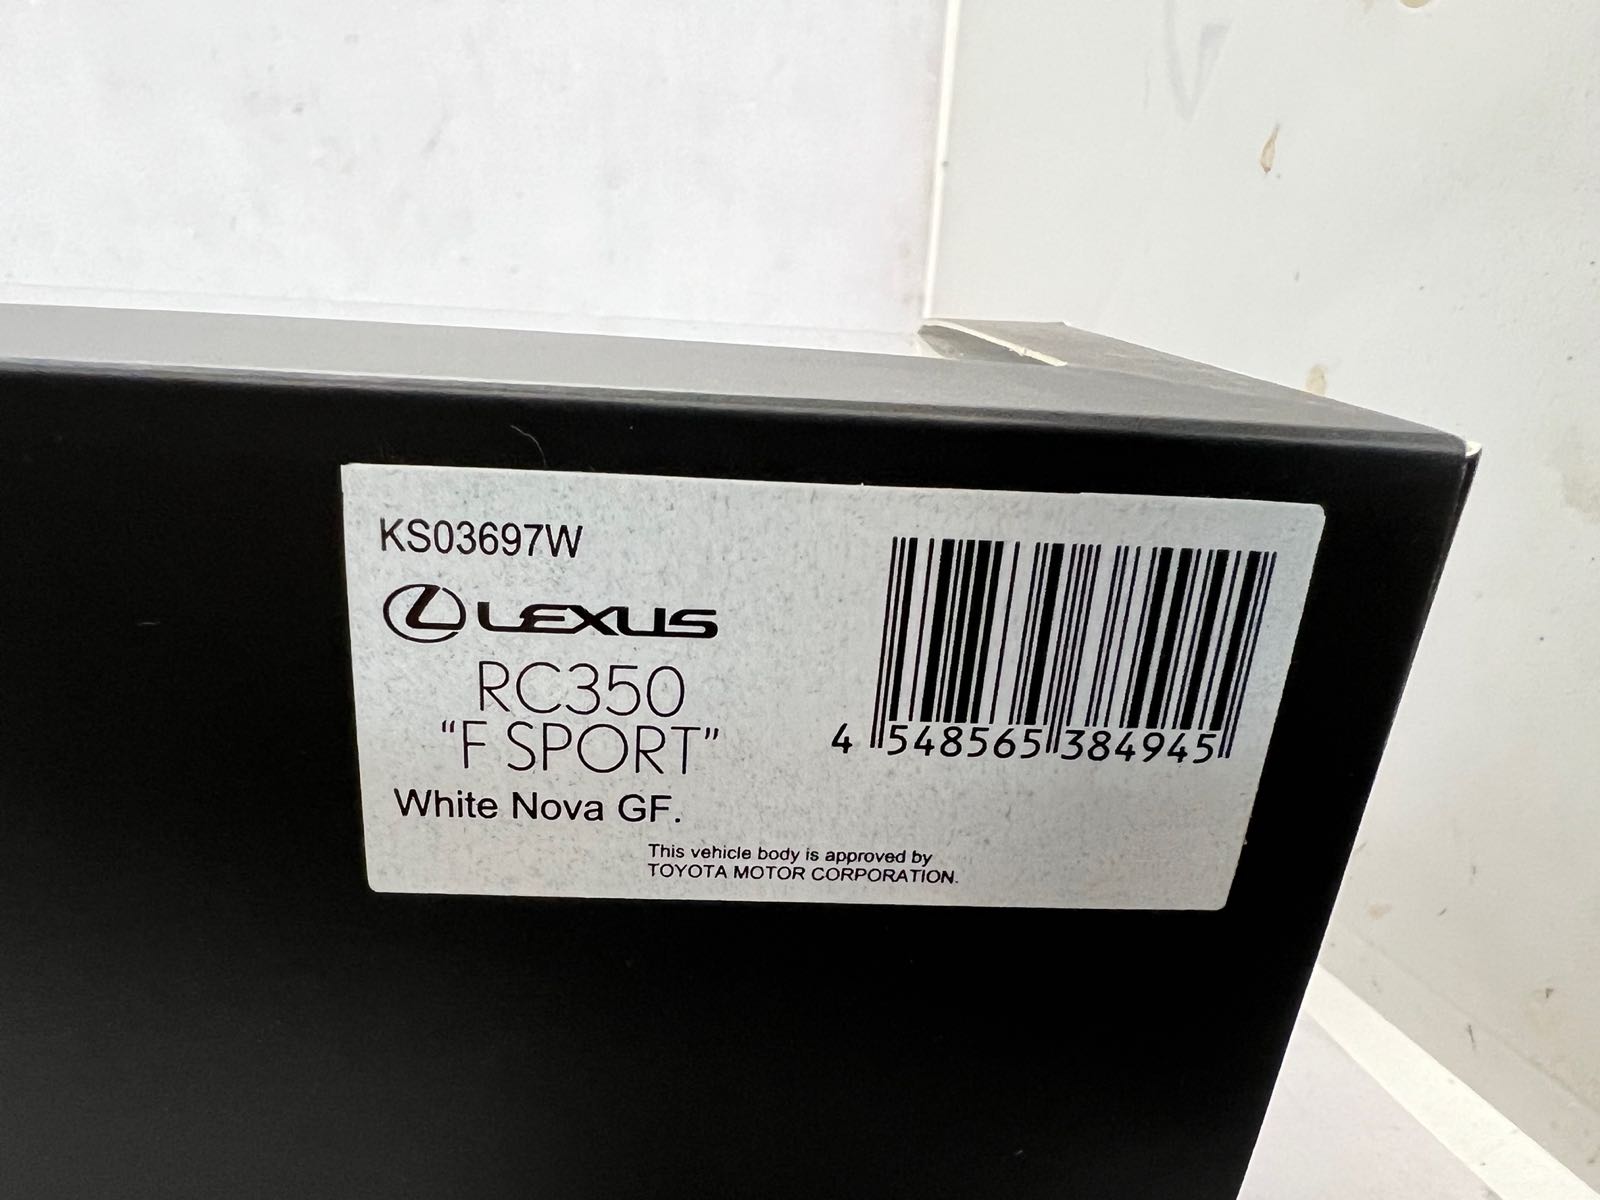 KS03697W
LEXUS
RC350
“F SPORT”
White Nova GF.
4 548565 384945
This vehicle body is approved by
TOYOTA MOTOR CORPORATION.